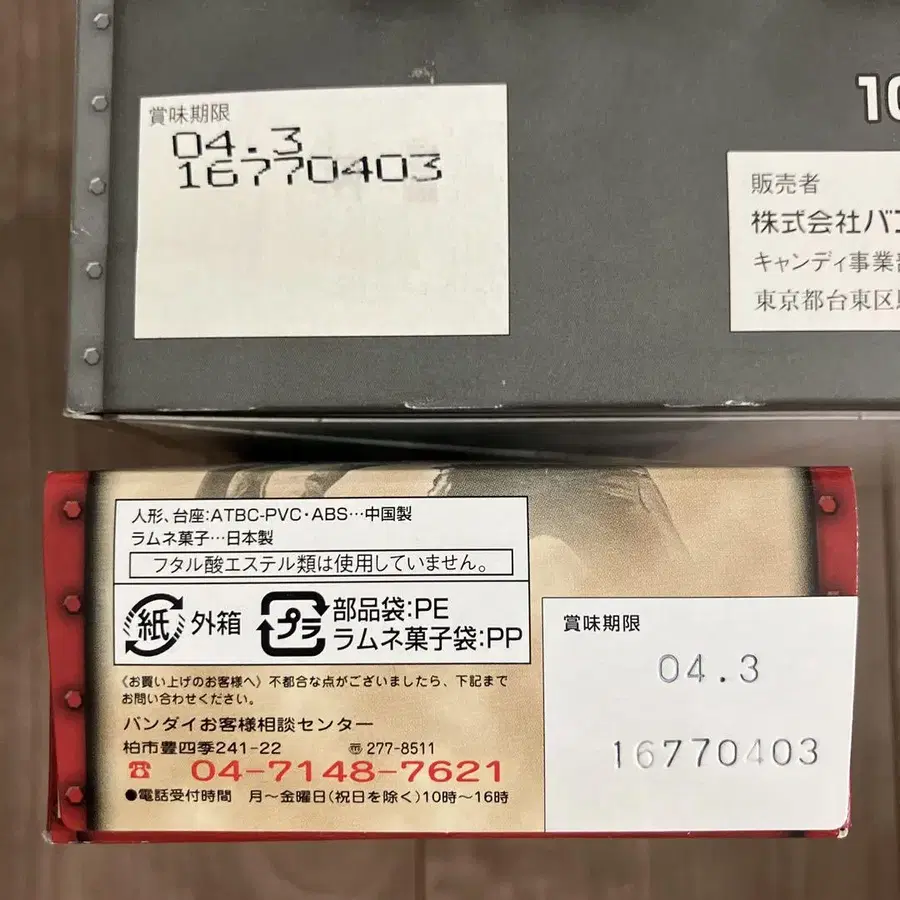 賞味期限
04.3
16770403
10
販売者
株式会社バン
キャンディ事業部
東京都台東区
人形、台座:ATBC-PVC・ABS…中国製
ラムネ菓子…日本製
フタル酸エステル類は使用していません。
紙 外箱 プラ 部品袋:PE
ラムネ菓子袋:PP
《お買い上げのお客様へ》不都合な点がございましたら、下記まで
お問い合わせください。
バンダイお客様相談センター
柏市豊四季241-22 〠277-8511
☎ 04-7148-7621
●電話受付時間 月〜金曜日(祝日を除く)10時〜16時
賞味期限
04.3
16770403